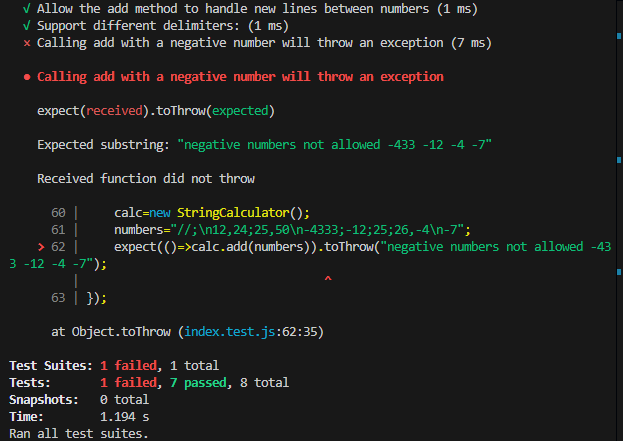 √ Allow the add method to handle new lines between numbers (1 ms)
√ Support different delimiters: (1 ms)
× Calling add with a negative number will throw an exception (7 ms)
● Calling add with a negative number will throw an exception
expect(received).toThrow(expected)
Expected substring: "negative numbers not allowed -433 -12 -4 -7"
Received function did not throw
60 |     calc=new StringCalculator();
61 |     numbers="//;\n12,24;25,50\n-4333;-12;25;26,-4\n-7";
> 62 |     expect(()=>calc.add(numbers)).toThrow("negative numbers not allowed -43
3 -12 -4 -7");
|                                   ^
63 | });
at Object.toThrow (index.test.js:62:35)
Test Suites: 1 failed, 1 total
Tests:       1 failed, 7 passed, 8 total
Snapshots:   0 total
Time:        1.194 s
Ran all test suites.